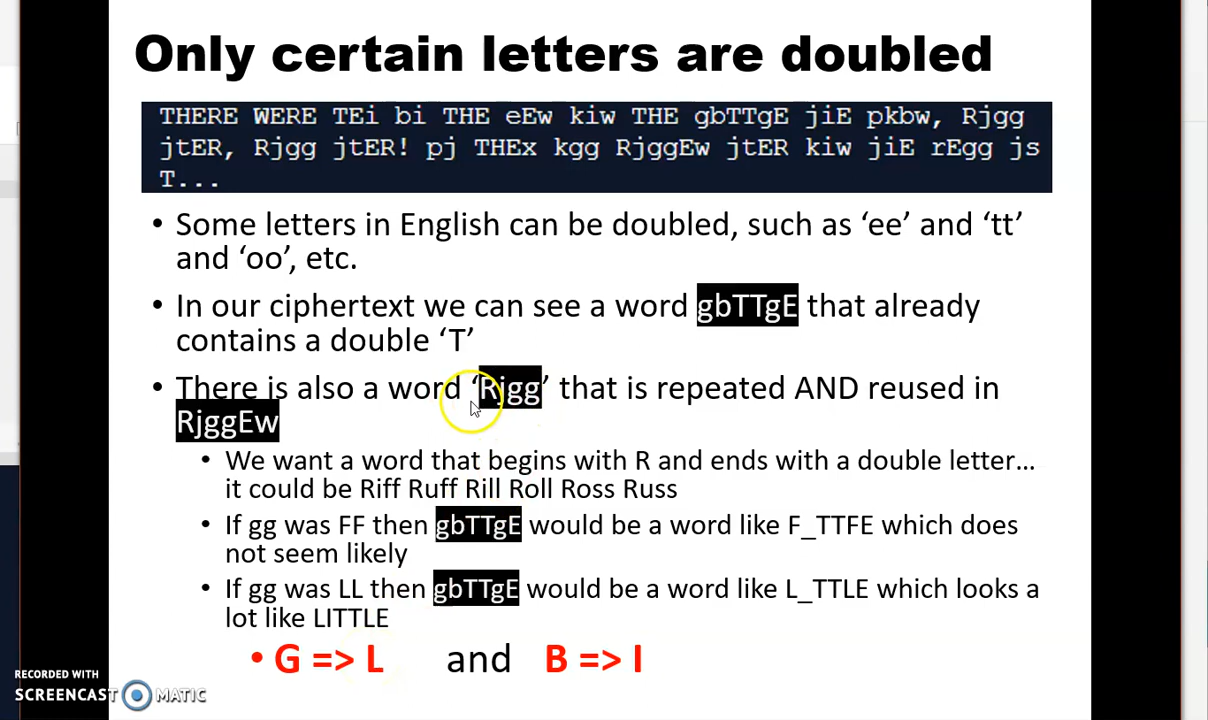 Only certain letters are doubled
THERE WERE TEi bi THE eEw kiw THE gbTTgE jiE pkbw, Rjgg
jtER, Rjgg jtER! pj THEx kgg RjggEw jtER kiw jiE rEgg js
T...
• Some letters in English can be doubled, such as ‘ee’ and ‘tt’
and ‘oo’, etc.
• In our ciphertext we can see a word gbTTgE that already
contains a double ‘T’
• There is also a word ‘Rjgg’ that is repeated AND reused in
RjggEw
• We want a word that begins with R and ends with a double letter…
it could be Riff Ruff Rill Roll Ross Russ
• If gg was FF then gbTTgE would be a word like F_TTFE which does
not seem likely
• If gg was LL then gbTTgE would be a word like L_TTLE which looks a
lot like LITTLE
• G => L and B => I
RECORDED WITH
SCREENCAST MATIC